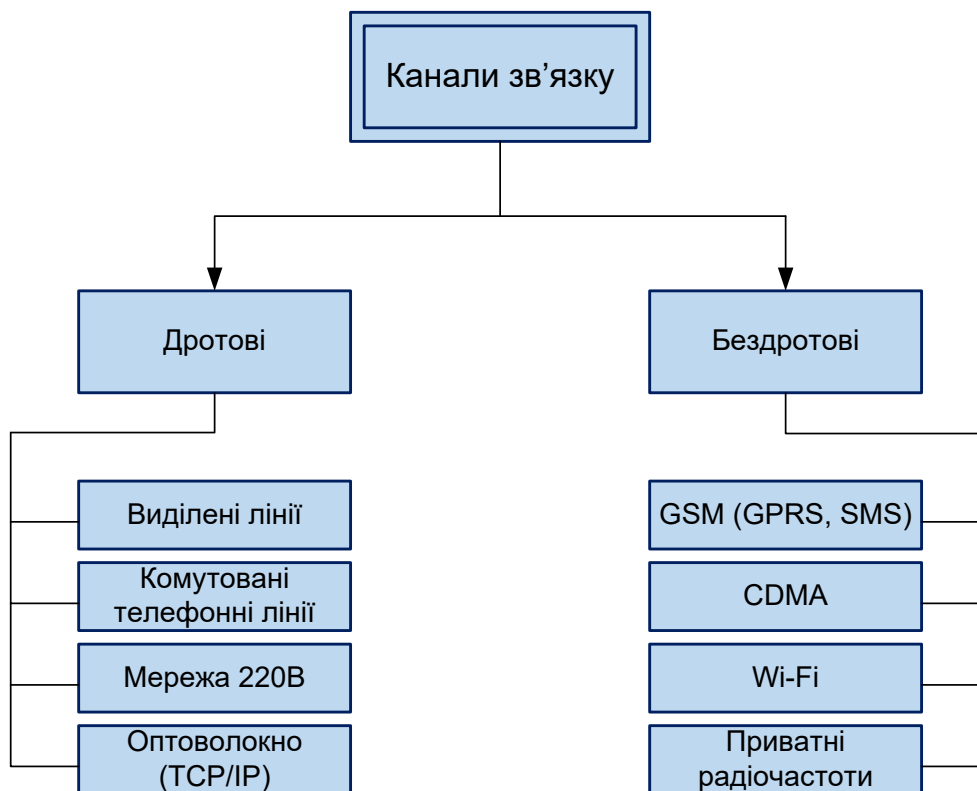 Канали зв’язку
Дротові
Бездротові
Виділені лінії
Комутовані
телефонні лінії
Мережа 220В
Оптоволокно
(TCP/IP)
GSM (GPRS, SMS)
CDMA
Wi-Fi
Приватні
радіочастоти